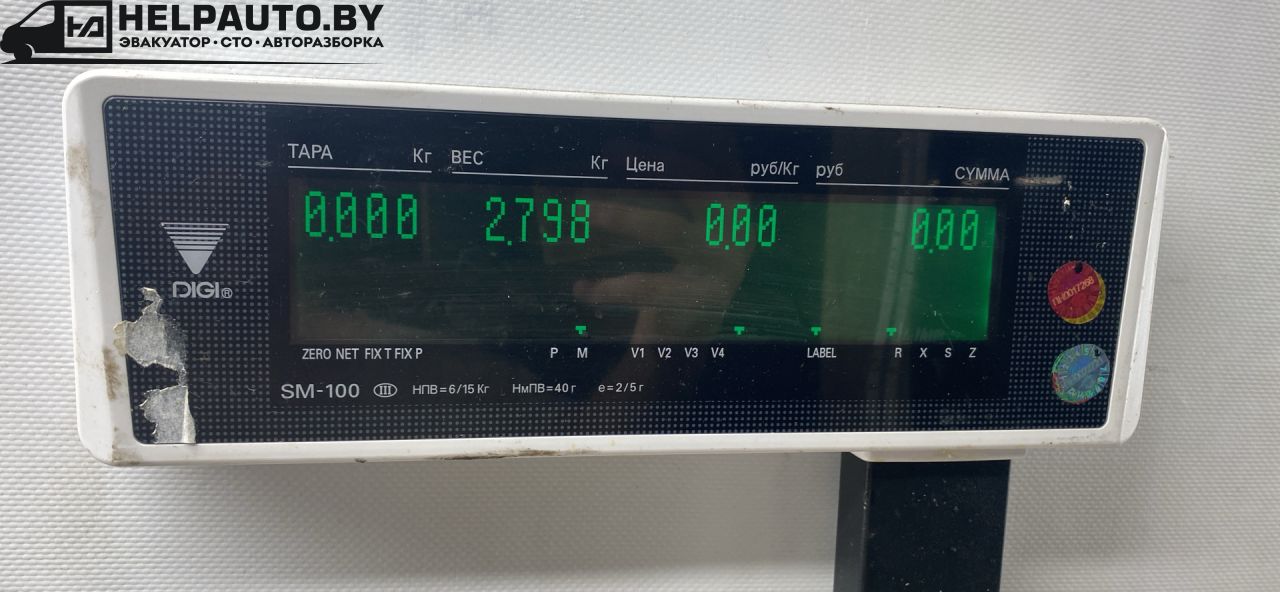 HELPAUTO.BY
ЭВАКУАТОР·СТО·АВТОРАЗБОРКА
ТАРА Кг ВЕС Кг Цена руб/Кг руб СУММА
0.000 2.798 0.00 0.00
DIGI®
ПН0017268
ZERO NET FIX T FIX P P M V1 V2 V3 V4 LABEL R X S Z
SM-100 III НПВ=6/15 Кг НмПВ=40 г e=2/5 г